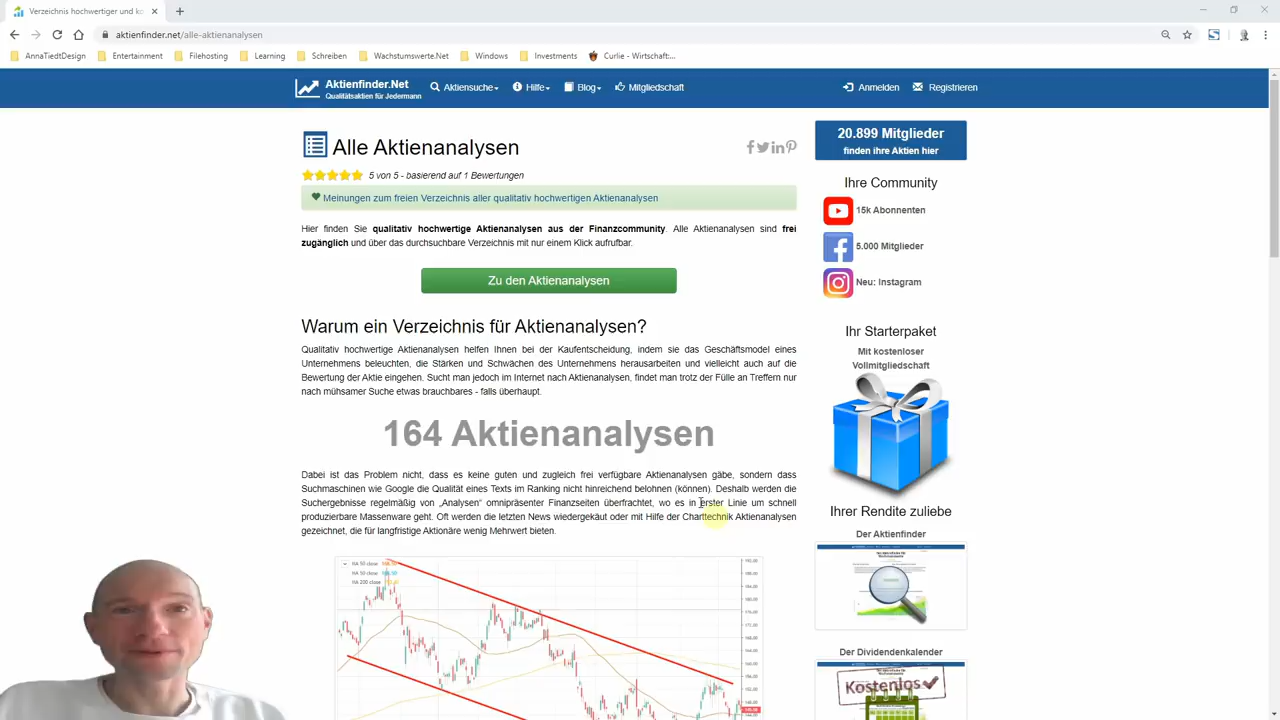 Verzeichnis hochwertiger und ko
aktienfinder.net/alle-aktienanalysen
AnnaTiedtDesign
Entertainment
Filehosting
Learning
Schreiben
Wachstumswerte.Net
Windows
Investments
Curlie - Wirtschaft:...
Aktienfinder.Net
Qualitätsaktien für Jedermann
Aktiensuche
Hilfe
Blog
Mitgliedschaft
Anmelden
Registrieren
Alle Aktienanalysen
5 von 5 - basierend auf 1 Bewertungen
Meinungen zum freien Verzeichnis aller qualitativ hochwertigen Aktienanalysen
Hier finden Sie qualitativ hochwertige Aktienanalysen aus der Finanzcommunity. Alle Aktienanalysen sind frei
zugänglich und über das durchsuchbare Verzeichnis mit nur einem Klick aufrufbar.
Zu den Aktienanalysen
Warum ein Verzeichnis für Aktienanalysen?
Qualitativ hochwertige Aktienanalysen helfen Ihnen bei der Kaufentscheidung, indem sie das Geschäftsmodel eines
Unternehmens beleuchten, die Stärken und Schwächen des Unternehmens herausarbeiten und vielleicht auch auf die
Bewertung der Aktie eingehen. Sucht man jedoch im Internet nach Aktienanalysen, findet man trotz der Fülle an Treffern nur
nach mühsamer Suche etwas brauchbares - falls überhaupt.
164 Aktienanalysen
Dabei ist das Problem nicht, dass es keine guten und zugleich frei verfügbare Aktienanalysen gäbe, sondern dass
Suchmaschinen wie Google die Qualität eines Texts im Ranking nicht hinreichend belohnen (können). Deshalb werden die
Suchergebnisse regelmäßig von „Analysen“ omnipräsenter Finanzseiten überfrachtet, wo es in erster Linie um schnell
produzierbare Massenware geht. Oft werden die letzten News wiedergekäut oder mit Hilfe der Charttechnik Aktienanalysen
gezeichnet, die für langfristige Aktionäre wenig Mehrwert bieten.
20.899 Mitglieder
finden ihre Aktien hier
Ihre Community
15k Abonnenten
5.000 Mitglieder
Neu: Instagram
Ihr Starterpaket
Mit kostenloser
Vollmitgliedschaft
Ihrer Rendite zuliebe
Der Aktienfinder
Der Dividendenkalender
Kostenlos